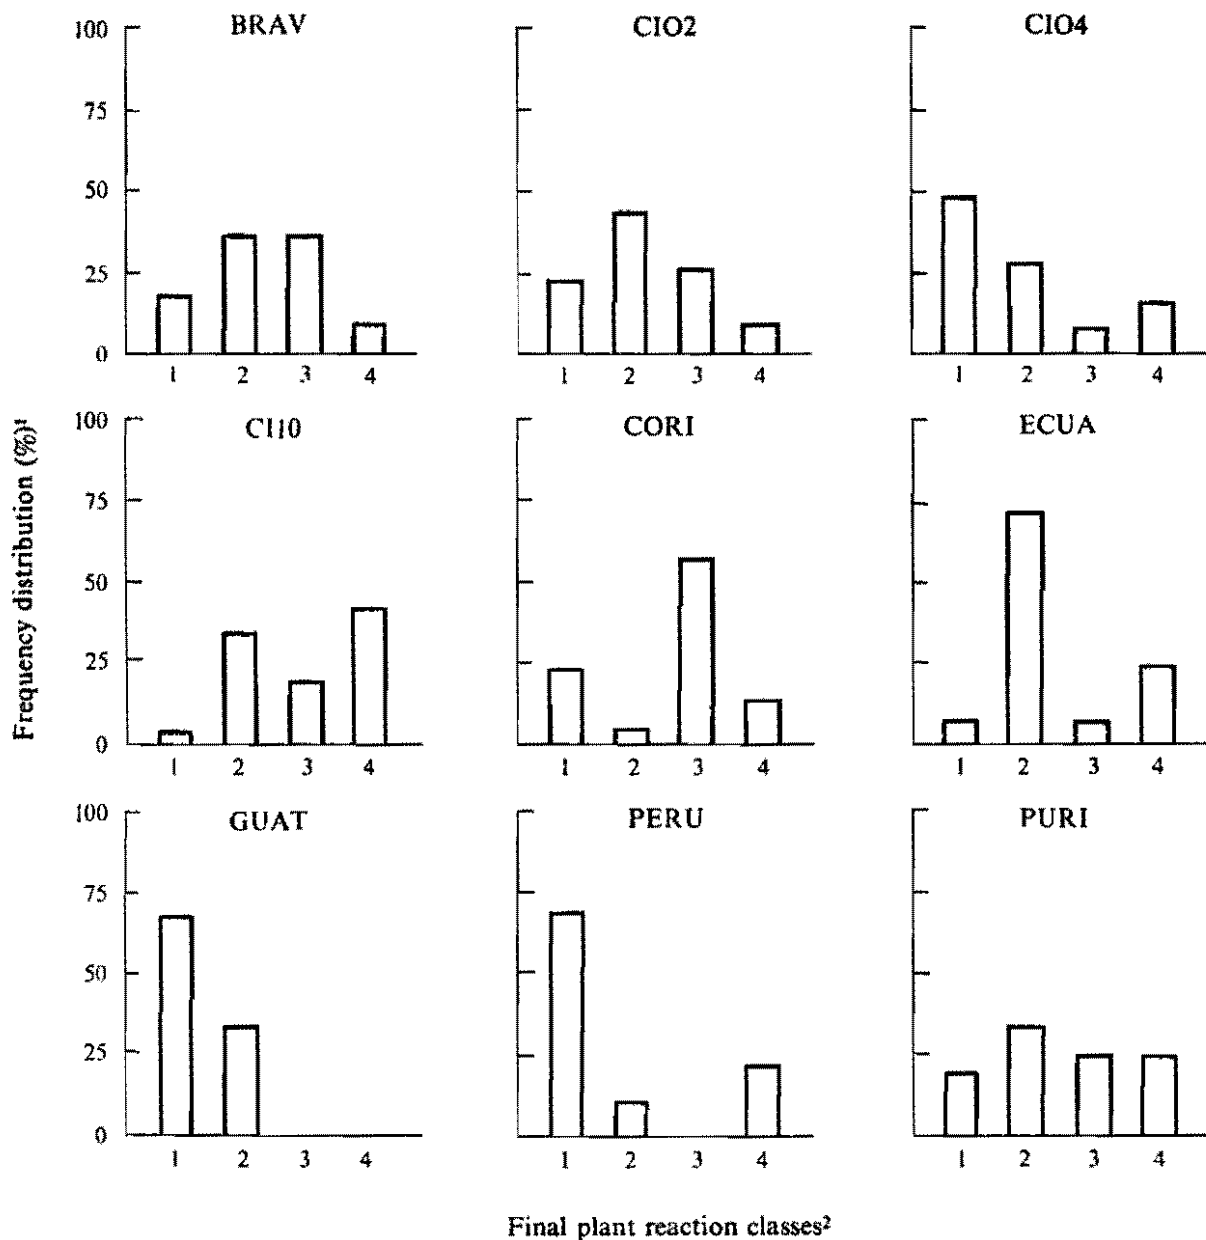 BRAV CIO2 CIO4
100
75
50
25
0
1 2 3 4 1 2 3 4 1 2 3 4
CI10 CORI ECUA
100
75
50
25
0
1 2 3 4 1 2 3 4 1 2 3 4
Frequency distribution (%)¹
GUAT PERU PURI
100
75
50
25
0
1 2 3 4 1 2 3 4 1 2 3 4
Final plant reaction classes²